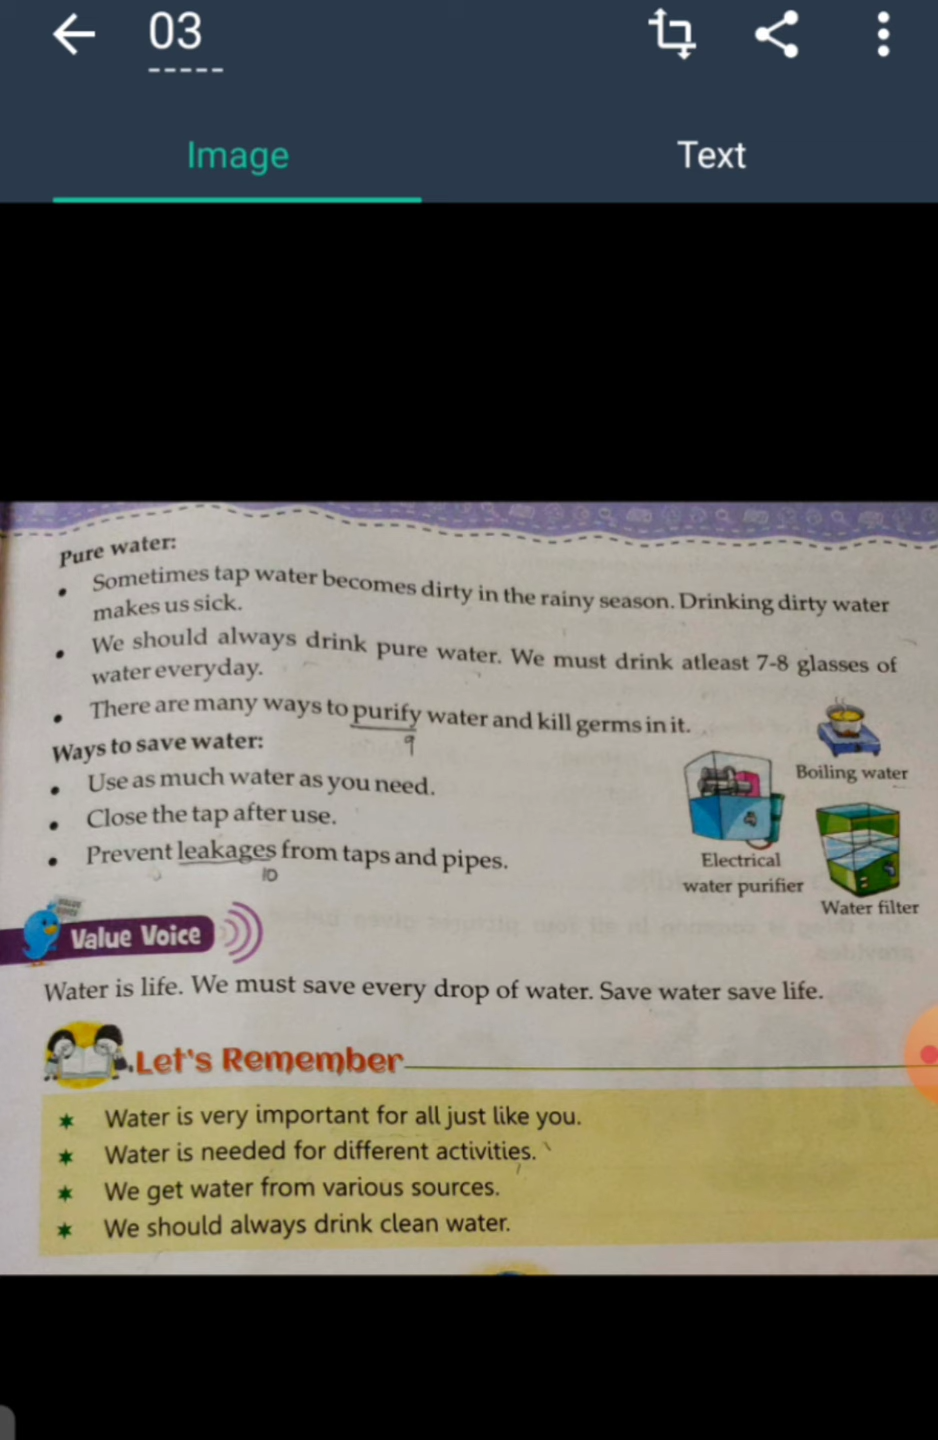 03
Image
Text
Pure water:
• Sometimes tap water becomes dirty in the rainy season. Drinking dirty water
makes us sick.
• We should always drink pure water. We must drink atleast 7-8 glasses of
water everyday.
• There are many ways to purify water and kill germs in it.
9
Ways to save water:
• Use as much water as you need.
• Close the tap after use.
• Prevent leakages from taps and pipes.
10
Boiling water
Electrical
water purifier
Water filter
Value Voice
Water is life. We must save every drop of water. Save water save life.
Let's Remember
✶ Water is very important for all just like you.
✶ Water is needed for different activities.
✶ We get water from various sources.
✶ We should always drink clean water.